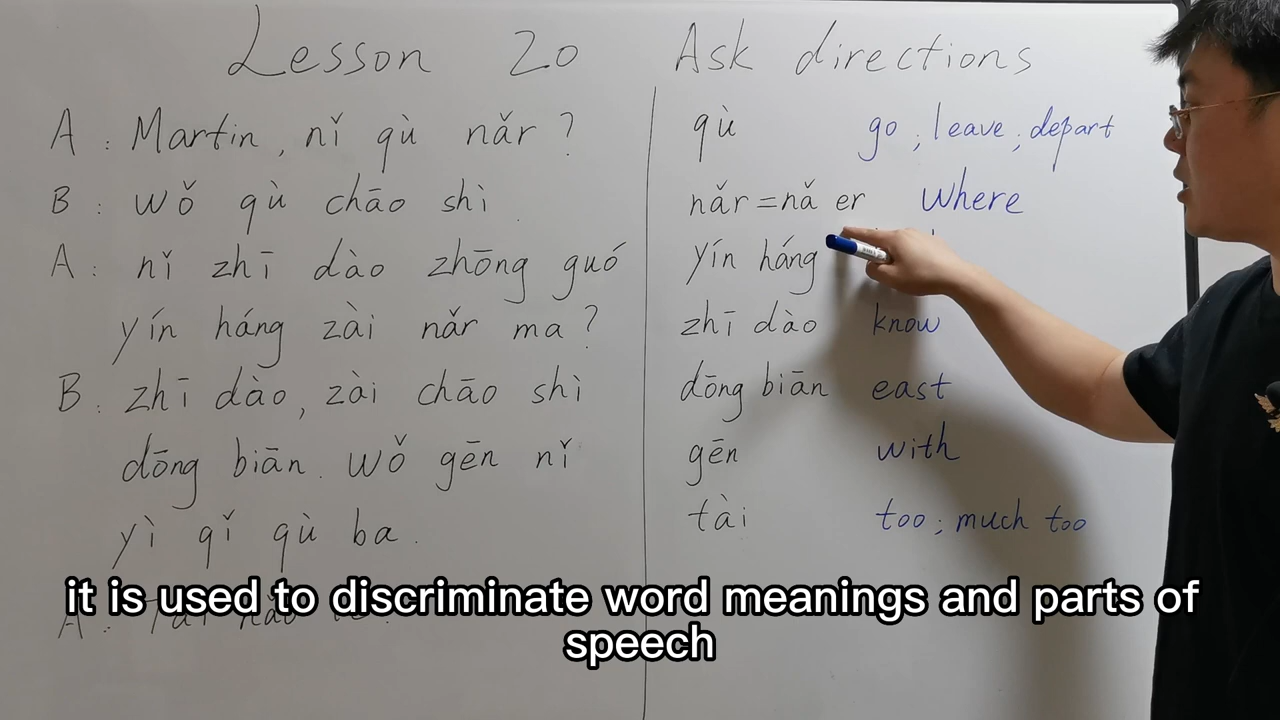 Lesson 20 Ask directions
A: Martin, nǐ qù nǎr?
B: wǒ qù chāo shì.
A: nǐ zhī dào zhōng guó
yín háng zài nǎr ma?
B: zhī dào, zài chāo shì
dōng biān. wǒ gēn nǐ
yì qǐ qù ba.
A:
qù go; leave; depart
nǎr=nǎ er where
yín háng
zhī dào know
dōng biān east
gēn with
tài too; much too
it is used to discriminate word meanings and parts of
speech